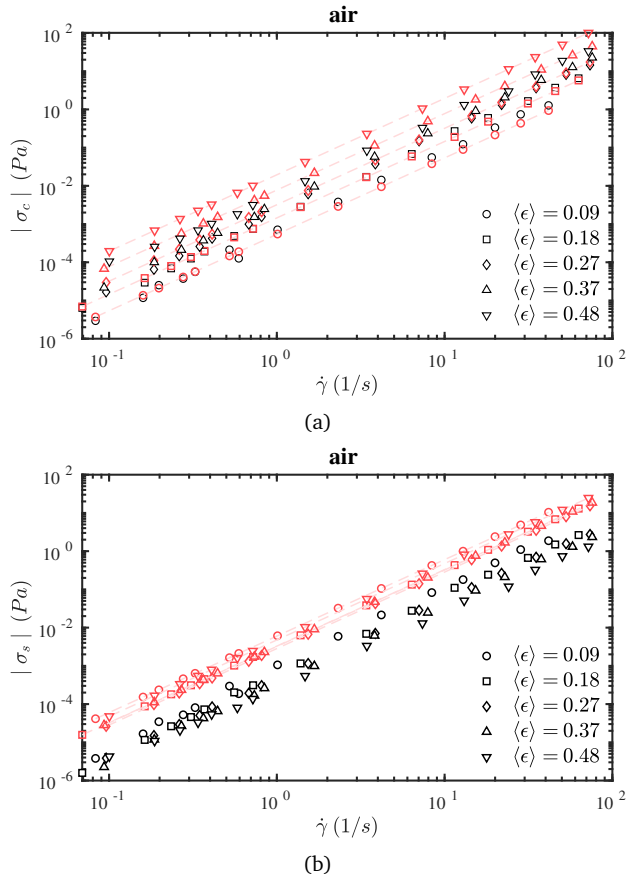 air
| σ_c | (Pa)
10^2
10^0
10^-2
10^-4
10^-6
⟨ϵ⟩ = 0.09
⟨ϵ⟩ = 0.18
⟨ϵ⟩ = 0.27
⟨ϵ⟩ = 0.37
⟨ϵ⟩ = 0.48
10^-1 10^0 10^1 10^2
γ̇ (1/s)
(a)
air
| σ_s | (Pa)
10^2
10^0
10^-2
10^-4
10^-6
⟨ϵ⟩ = 0.09
⟨ϵ⟩ = 0.18
⟨ϵ⟩ = 0.27
⟨ϵ⟩ = 0.37
⟨ϵ⟩ = 0.48
10^-1 10^0 10^1 10^2
γ̇ (1/s)
(b)